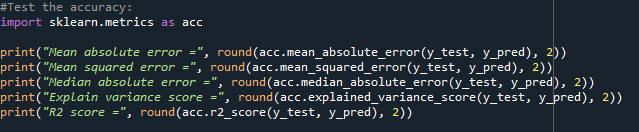 #Test the accuracy:
import sklearn.metrics as acc
print("Mean absolute error =", round(acc.mean_absolute_error(y_test, y_pred), 2))
print("Mean squared error =", round(acc.mean_squared_error(y_test, y_pred), 2))
print("Median absolute error =", round(acc.median_absolute_error(y_test, y_pred), 2))
print("Explain variance score =", round(acc.explained_variance_score(y_test, y_pred), 2))
print("R2 score =", round(acc.r2_score(y_test, y_pred), 2))